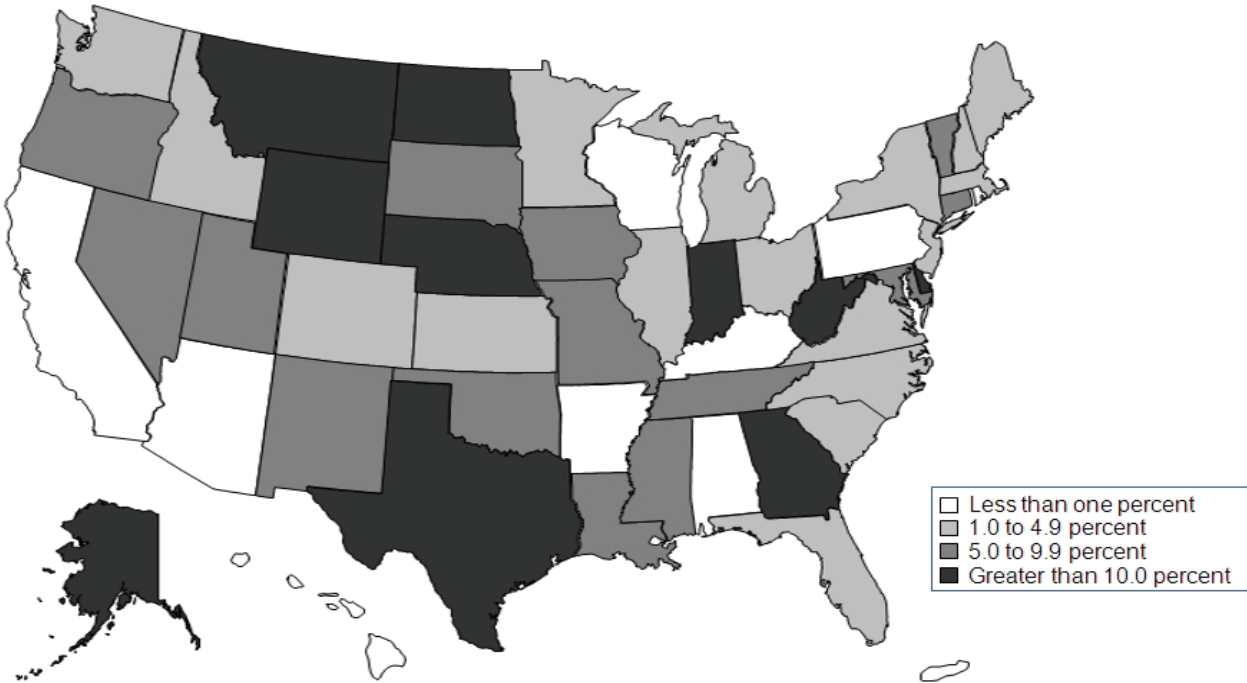 Less than one percent
1.0 to 4.9 percent
5.0 to 9.9 percent
Greater than 10.0 percent